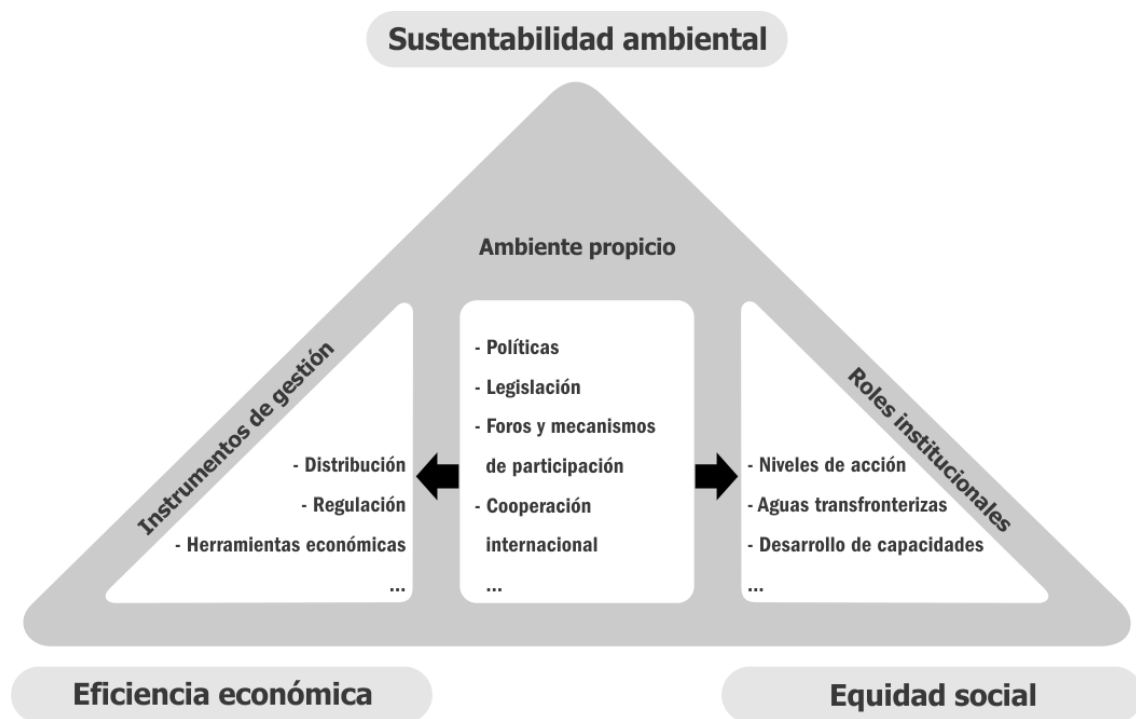 Sustentabilidad ambiental
Ambiente propicio
Instrumentos de gestión
- Distribución
- Regulación
- Herramientas económicas
...
- Políticas
- Legislación
- Foros y mecanismos
de participación
- Cooperación
internacional
...
Roles institucionales
- Niveles de acción
- Aguas transfronterizas
- Desarrollo de capacidades
...
Eficiencia económica
Equidad social